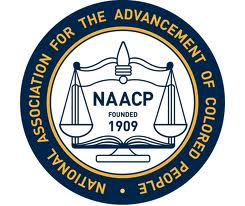 NATIONAL ASSOCIATION FOR THE ADVANCEMENT OF COLORED PEOPLE
NAACP
FOUNDED
1909